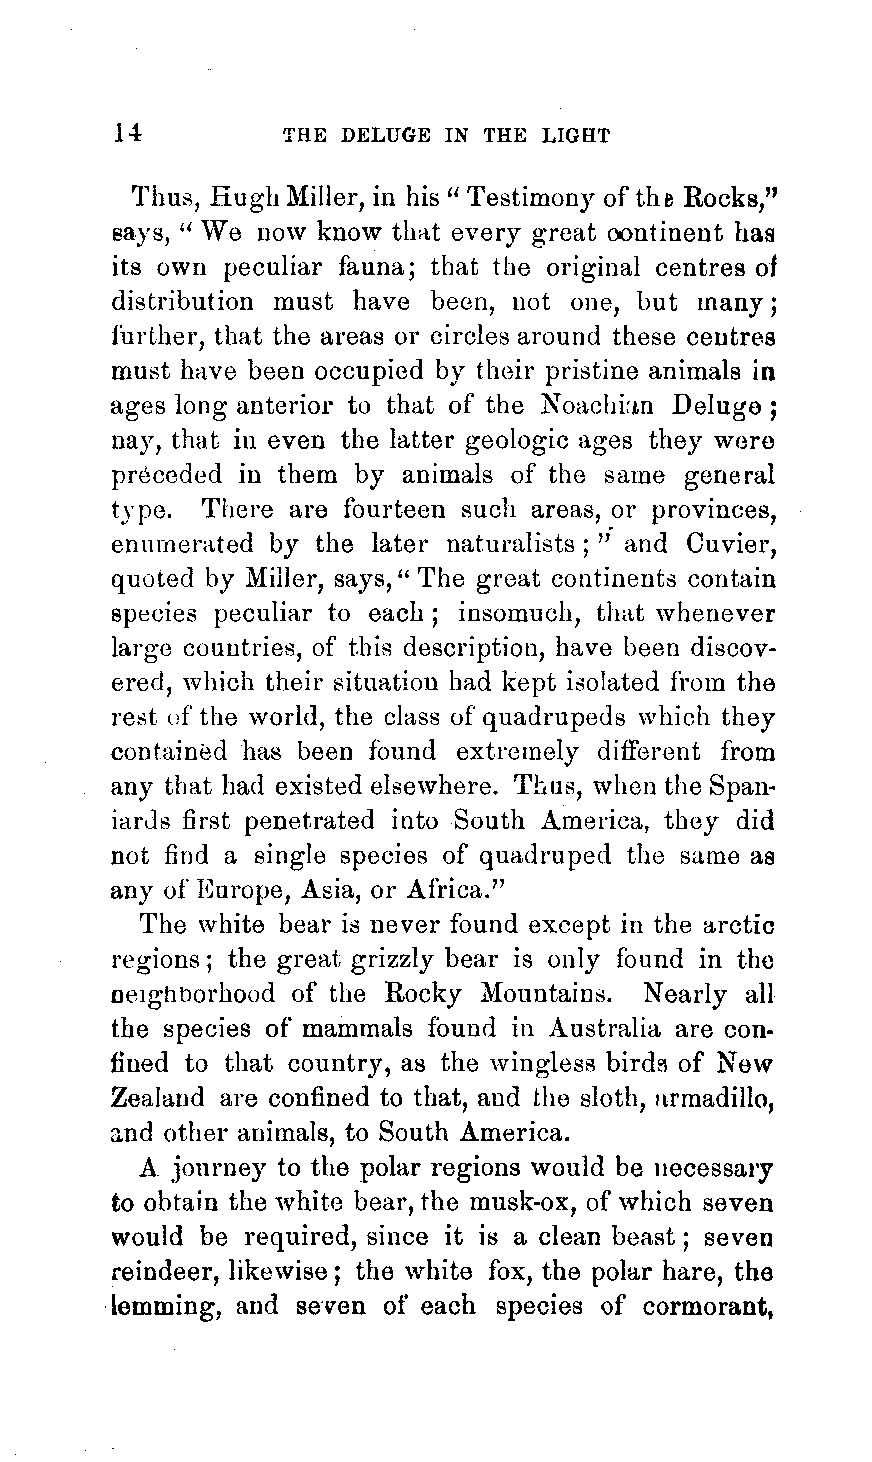 14 THE DELUGE IN THE LIGHT
Thus, Hugh Miller, in his “ Testimony of the Rocks,”
says, “ We now know that every great continent has
its own peculiar fauna; that the original centres of
distribution must have been, not one, but many ;
further, that the areas or circles around these centres
must have been occupied by their pristine animals in
ages long anterior to that of the Noachian Deluge ;
nay, that in even the latter geologic ages they were
préceded in them by animals of the same general
type. There are fourteen such areas, or provinces,
enumerated by the later naturalists ; ” and Cuvier,
quoted by Miller, says, “ The great continents contain
species peculiar to each ; insomuch, that whenever
large countries, of this description, have been discov-
ered, which their situation had kept isolated from the
rest of the world, the class of quadrupeds which they
contained has been found extremely different from
any that had existed elsewhere. Thus, when the Span-
iards first penetrated into South America, they did
not find a single species of quadruped the same as
any of Europe, Asia, or Africa.”
The white bear is never found except in the arctic
regions ; the great grizzly bear is only found in the
neighborhood of the Rocky Mountains. Nearly all
the species of mammals found in Australia are con-
fined to that country, as the wingless birds of New
Zealand are confined to that, and the sloth, armadillo,
and other animals, to South America.
A journey to the polar regions would be necessary
to obtain the white bear, the musk-ox, of which seven
would be required, since it is a clean beast ; seven
reindeer, likewise ; the white fox, the polar hare, the
lemming, and seven of each species of cormorant,